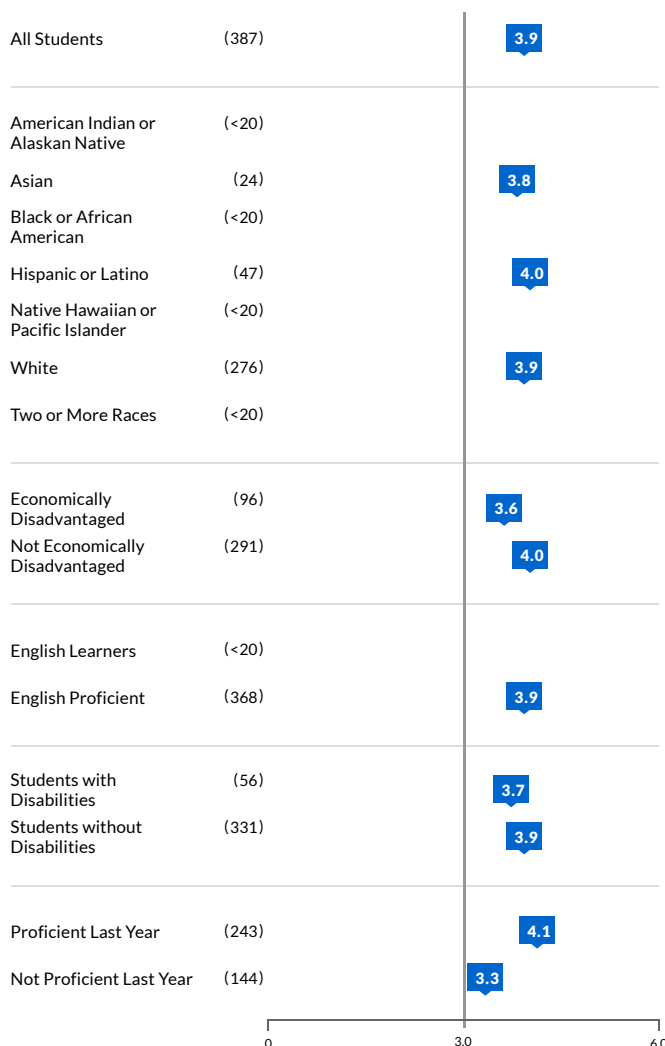 All Students (387) 3.9
American Indian or (<20)
Alaskan Native
Asian (24) 3.8
Black or African (<20)
American
Hispanic or Latino (47) 4.0
Native Hawaiian or (<20)
Pacific Islander
White (276) 3.9
Two or More Races (<20)
Economically (96) 3.6
Disadvantaged
Not Economically (291) 4.0
Disadvantaged
English Learners (<20)
English Proficient (368) 3.9
Students with (56) 3.7
Disabilities
Students without (331) 3.9
Disabilities
Proficient Last Year (243) 4.1
Not Proficient Last Year (144) 3.3
0 3.0 6.0